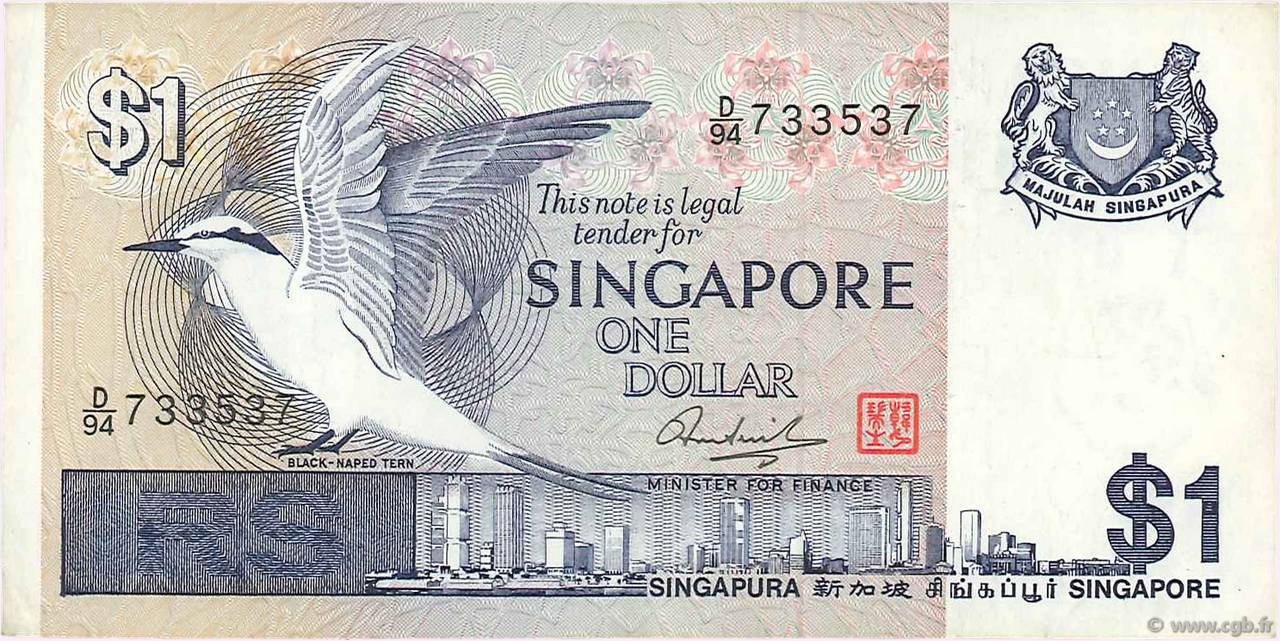 $1
D/94 733537
This note is legal
tender for
SINGAPORE
ONE
DOLLAR
D/94 733537
BLACK-NAPED TERN
MINISTER FOR FINANCE
RS
MAJULAH SINGAPURA
$1
SINGAPURA 新加坡 சிங்கப்பூர் SINGAPORE
© www.cgb.fr